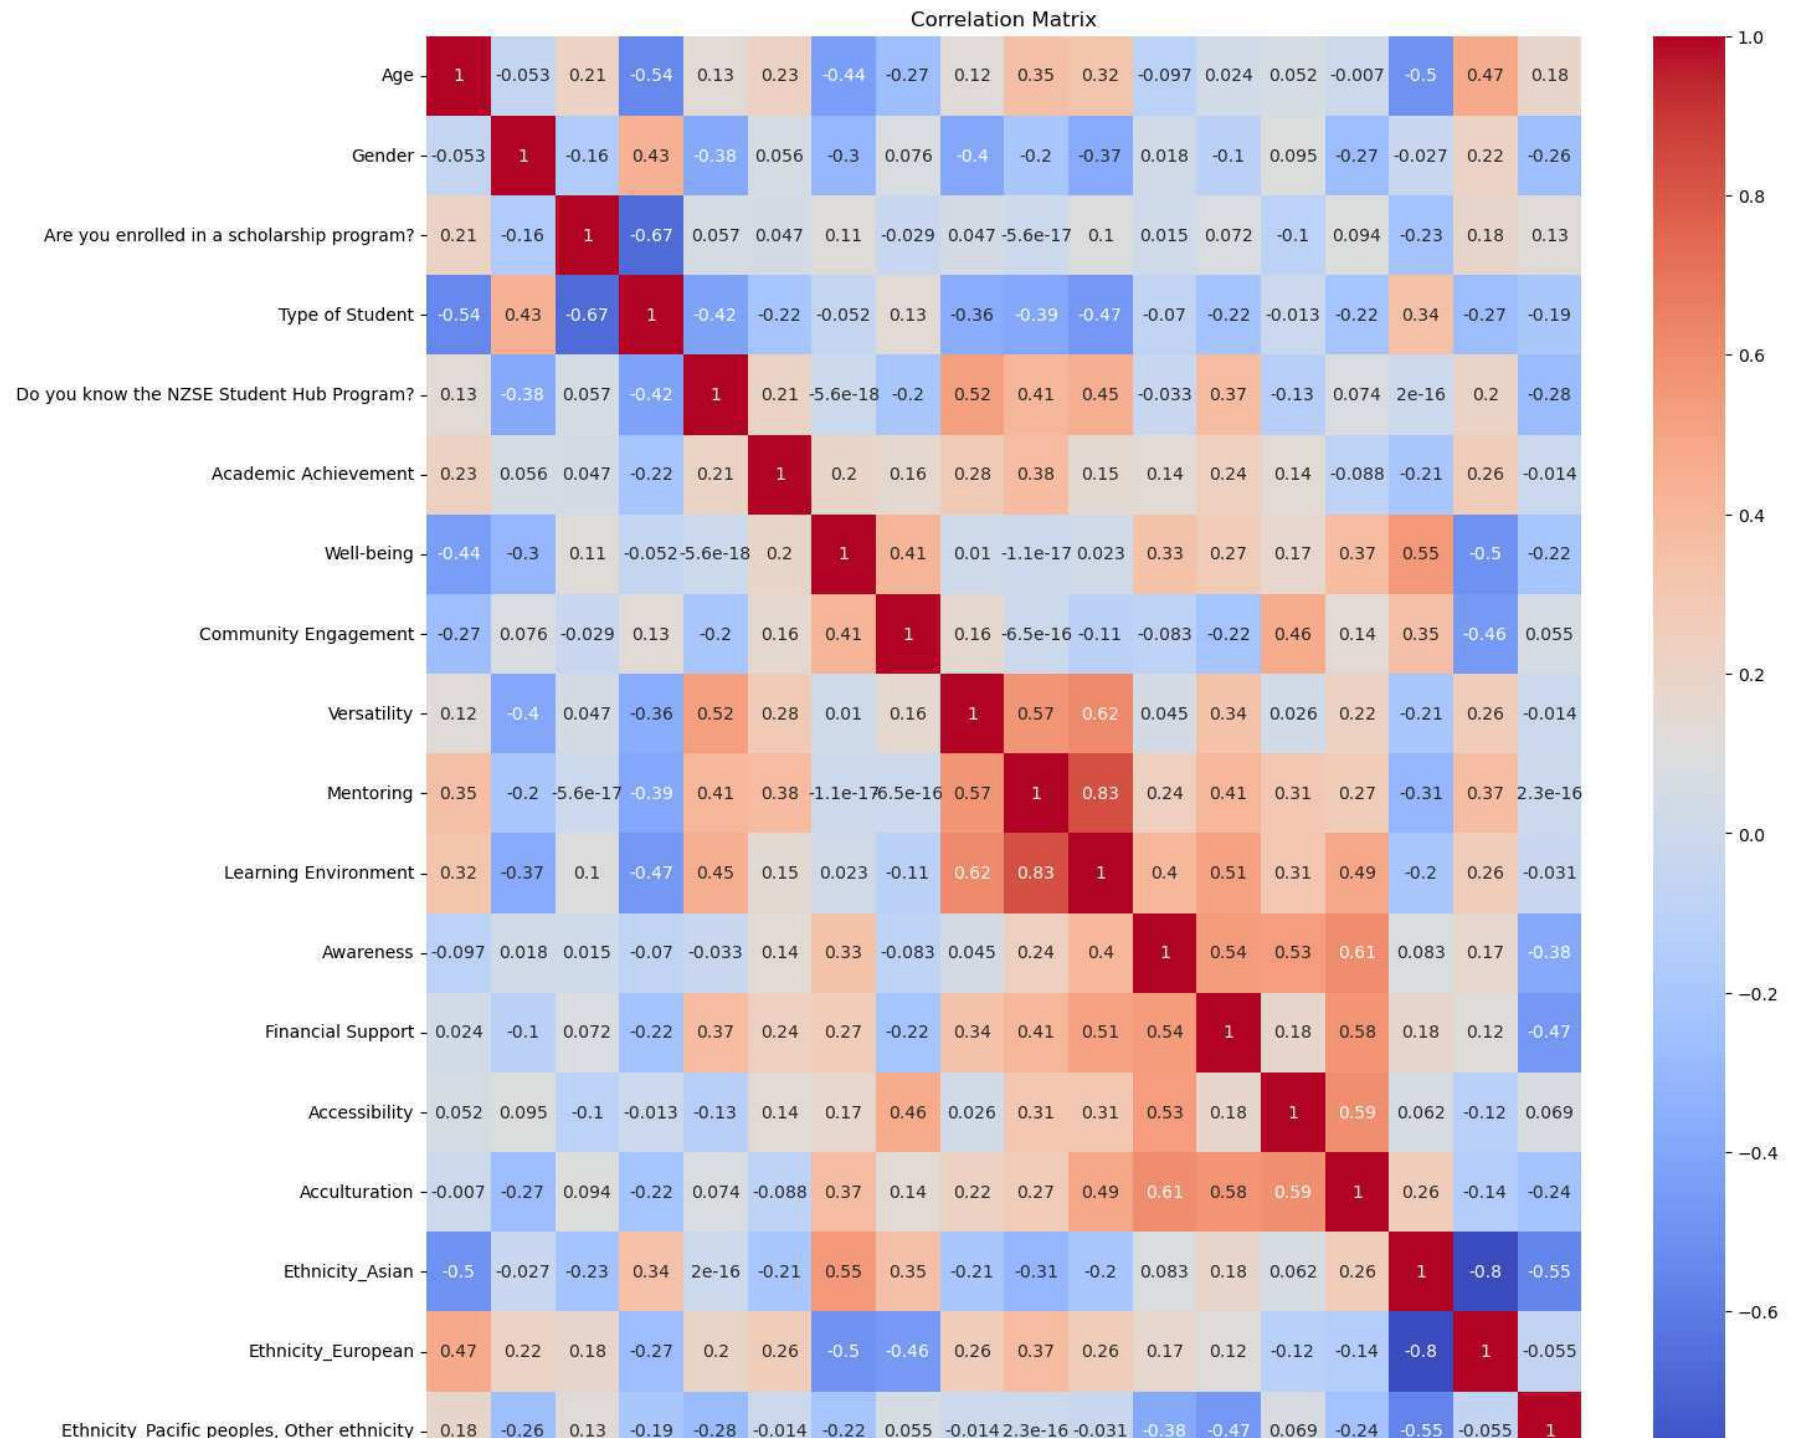 Correlation Matrix
Age 1 -0.053 0.21 -0.54 0.13 0.23 -0.44 -0.27 0.12 0.35 0.32 -0.097 0.024 0.052 -0.007 -0.5 0.47 0.18
Gender -0.053 1 -0.16 0.43 -0.38 0.056 -0.3 0.076 -0.4 -0.2 -0.37 0.018 -0.1 0.095 -0.27 -0.027 0.22 -0.26
Are you enrolled in a scholarship program? 0.21 -0.16 1 -0.67 0.057 0.047 0.11 -0.029 0.047 -5.6e-17 0.1 0.015 0.072 -0.1 0.094 -0.23 0.18 0.13
Type of Student -0.54 0.43 -0.67 1 -0.42 -0.22 -0.052 0.13 -0.36 -0.39 -0.47 -0.07 -0.22 -0.013 -0.22 0.34 -0.27 -0.19
Do you know the NZSE Student Hub Program? 0.13 -0.38 0.057 -0.42 1 0.21 -5.6e-18 -0.2 0.52 0.41 0.45 -0.033 0.37 -0.13 0.074 2e-16 0.2 -0.28
Academic Achievement 0.23 0.056 0.047 -0.22 0.21 1 0.2 0.16 0.28 0.38 0.15 0.14 0.24 0.14 -0.088 -0.21 0.26 -0.014
Well-being -0.44 -0.3 0.11 -0.052 -5.6e-18 0.2 1 0.41 0.01 -1.1e-17 0.023 0.33 0.27 0.17 0.37 0.55 -0.5 -0.22
Community Engagement -0.27 0.076 -0.029 0.13 -0.2 0.16 0.41 1 0.16 -6.5e-16 -0.11 -0.083 -0.22 0.46 0.14 0.35 -0.46 0.055
Versatility 0.12 -0.4 0.047 -0.36 0.52 0.28 0.01 0.16 1 0.57 0.62 0.045 0.34 0.026 0.22 -0.21 0.26 -0.014
Mentoring 0.35 -0.2 -5.6e-17 -0.39 0.41 0.38 -1.1e-17 -6.5e-16 0.57 1 0.83 0.24 0.41 0.31 0.27 -0.31 0.37 2.3e-16
Learning Environment 0.32 -0.37 0.1 -0.47 0.45 0.15 0.023 -0.11 0.62 0.83 1 0.4 0.51 0.31 0.49 -0.2 0.26 -0.031
Awareness -0.097 0.018 0.015 -0.07 -0.033 0.14 0.33 -0.083 0.045 0.24 0.4 1 0.54 0.53 0.61 0.083 0.17 -0.38
Financial Support 0.024 -0.1 0.072 -0.22 0.37 0.24 0.27 -0.22 0.34 0.41 0.51 0.54 1 0.18 0.58 0.18 0.12 -0.47
Accessibility 0.052 0.095 -0.1 -0.013 -0.13 0.14 0.17 0.46 0.026 0.31 0.31 0.53 0.18 1 0.59 0.062 -0.12 0.069
Acculturation -0.007 -0.27 0.094 -0.22 0.074 -0.088 0.37 0.14 0.22 0.27 0.49 0.61 0.58 0.59 1 0.26 -0.14 -0.24
Ethnicity_Asian -0.5 -0.027 -0.23 0.34 2e-16 -0.21 0.55 0.35 -0.21 -0.31 -0.2 0.083 0.18 0.062 0.26 1 -0.8 -0.55
Ethnicity_European 0.47 0.22 0.18 -0.27 0.2 0.26 -0.5 -0.46 0.26 0.37 0.26 0.17 0.12 -0.12 -0.14 -0.8 1 -0.055
Ethnicity_Pacific peoples, Other ethnicity 0.18 -0.26 0.13 -0.19 -0.28 -0.014 -0.22 0.055 -0.014 2.3e-16 -0.031 -0.38 -0.47 0.069 -0.24 -0.55 -0.055 1
1.0
0.8
0.6
0.4
0.2
0.0
−0.2
−0.4
−0.6